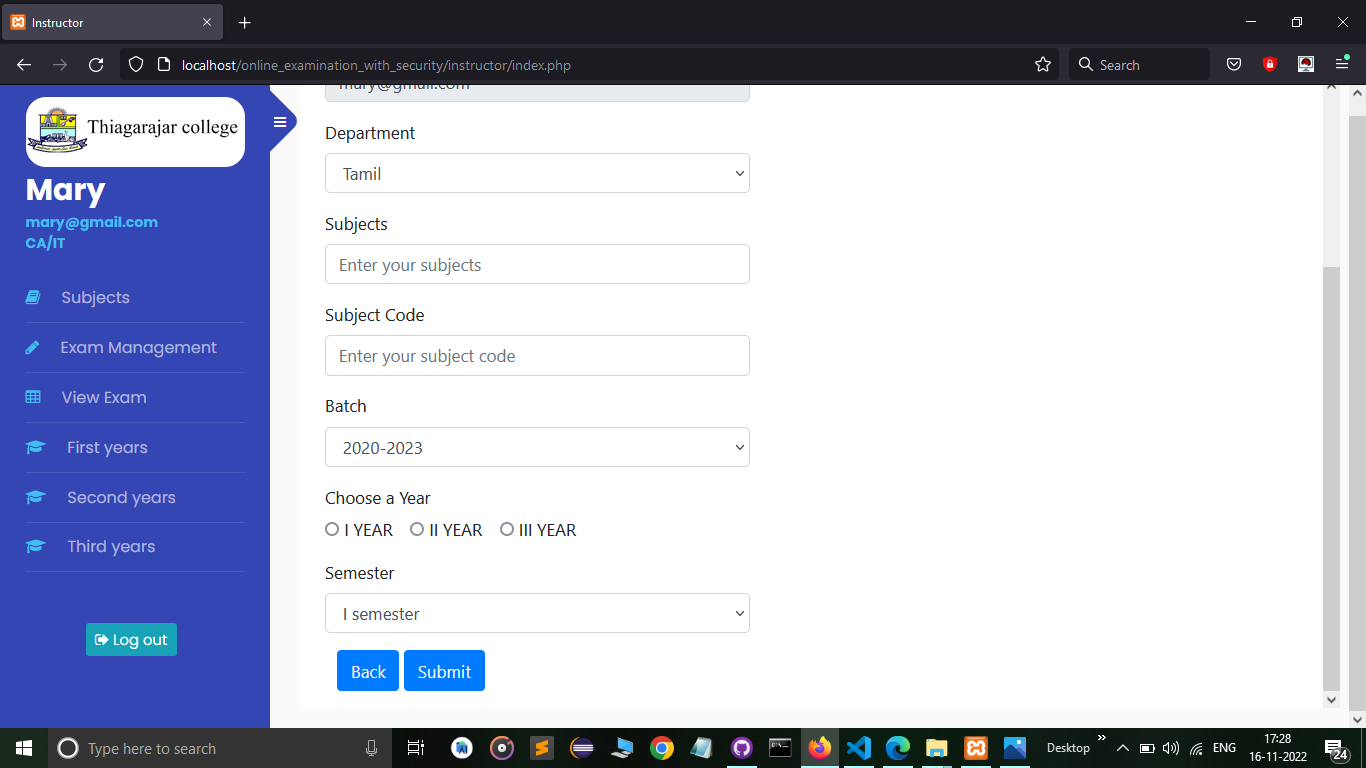 Instructor
localhost/online_examination_with_security/instructor/index.php
Search
Thiagarajar college
Mary
mary@gmail.com
CA/IT
Subjects
Exam Management
View Exam
First years
Second years
Third years
Log out
mary@gmail.com
Department
Tamil
Subjects
Enter your subjects
Subject Code
Enter your subject code
Batch
2020-2023
Choose a Year
I YEAR II YEAR III YEAR
Semester
I semester
Back Submit
Type here to search
Desktop
ENG
17:28
16-11-2022
24